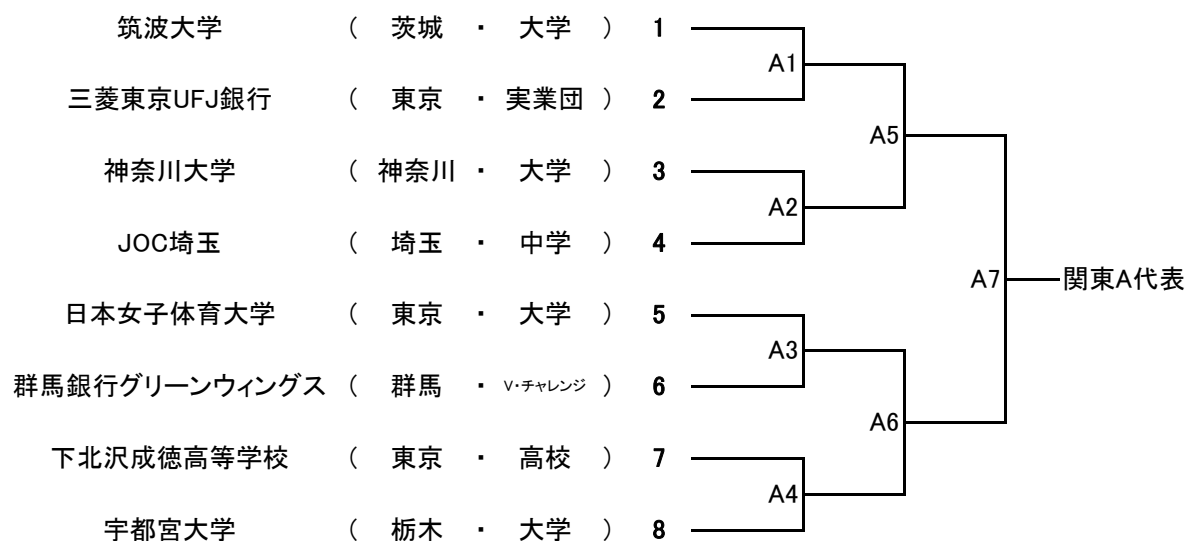 筑波大学 （ 茨城 ・ 大学 ） 1
A1
三菱東京UFJ銀行 （ 東京 ・ 実業団 ） 2
A5
神奈川大学 （ 神奈川 ・ 大学 ） 3
A2
JOC埼玉 （ 埼玉 ・ 中学 ） 4
A7 関東A代表
日本女子体育大学 （ 東京 ・ 大学 ） 5
A3
群馬銀行グリーンウィングス （ 群馬 ・ V・チャレンジ ） 6
A6
下北沢成徳高等学校 （ 東京 ・ 高校 ） 7
A4
宇都宮大学 （ 栃木 ・ 大学 ） 8